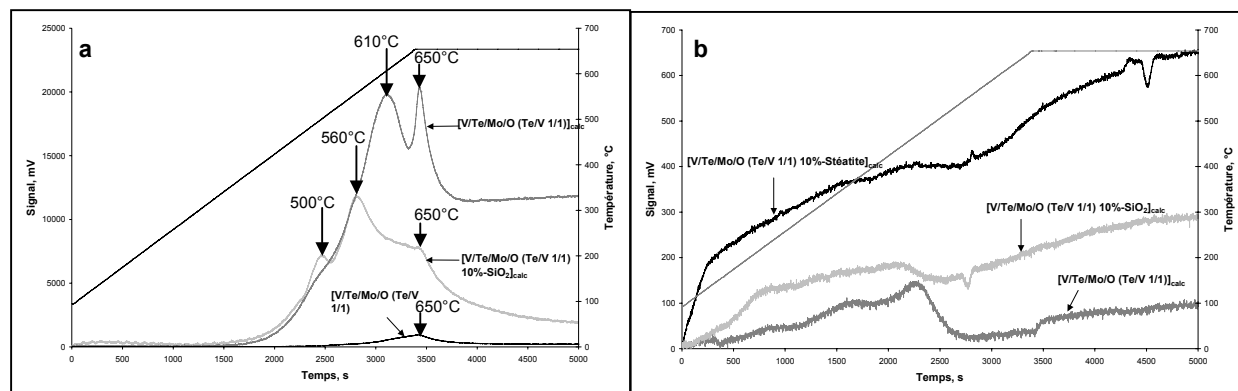 a
25000
20000
15000
10000
5000
0
Signal, mV
0 500 1000 1500 2000 2500 3000 3500 4000 4500 5000
Temps, s
700
600
500
400
300
200
100
0
Température, °C
610°C
650°C
560°C
500°C
650°C
650°C
[V/Te/Mo/O (Te/V 1/1)]calc
[V/Te/Mo/O (Te/V 1/1)
10%-SiO2]calc
[V/Te/Mo/O (Te/V
1/1)
b
700
600
500
400
300
200
100
0
Signal, mV
0 500 1000 1500 2000 2500 3000 3500 4000 4500 5000
Temps, s
700
600
500
400
300
200
100
0
Température, °C
[V/Te/Mo/O (Te/V 1/1) 10%-Stéatite]calc
[V/Te/Mo/O (Te/V 1/1) 10%-SiO2]calc
[V/Te/Mo/O (Te/V 1/1)]calc